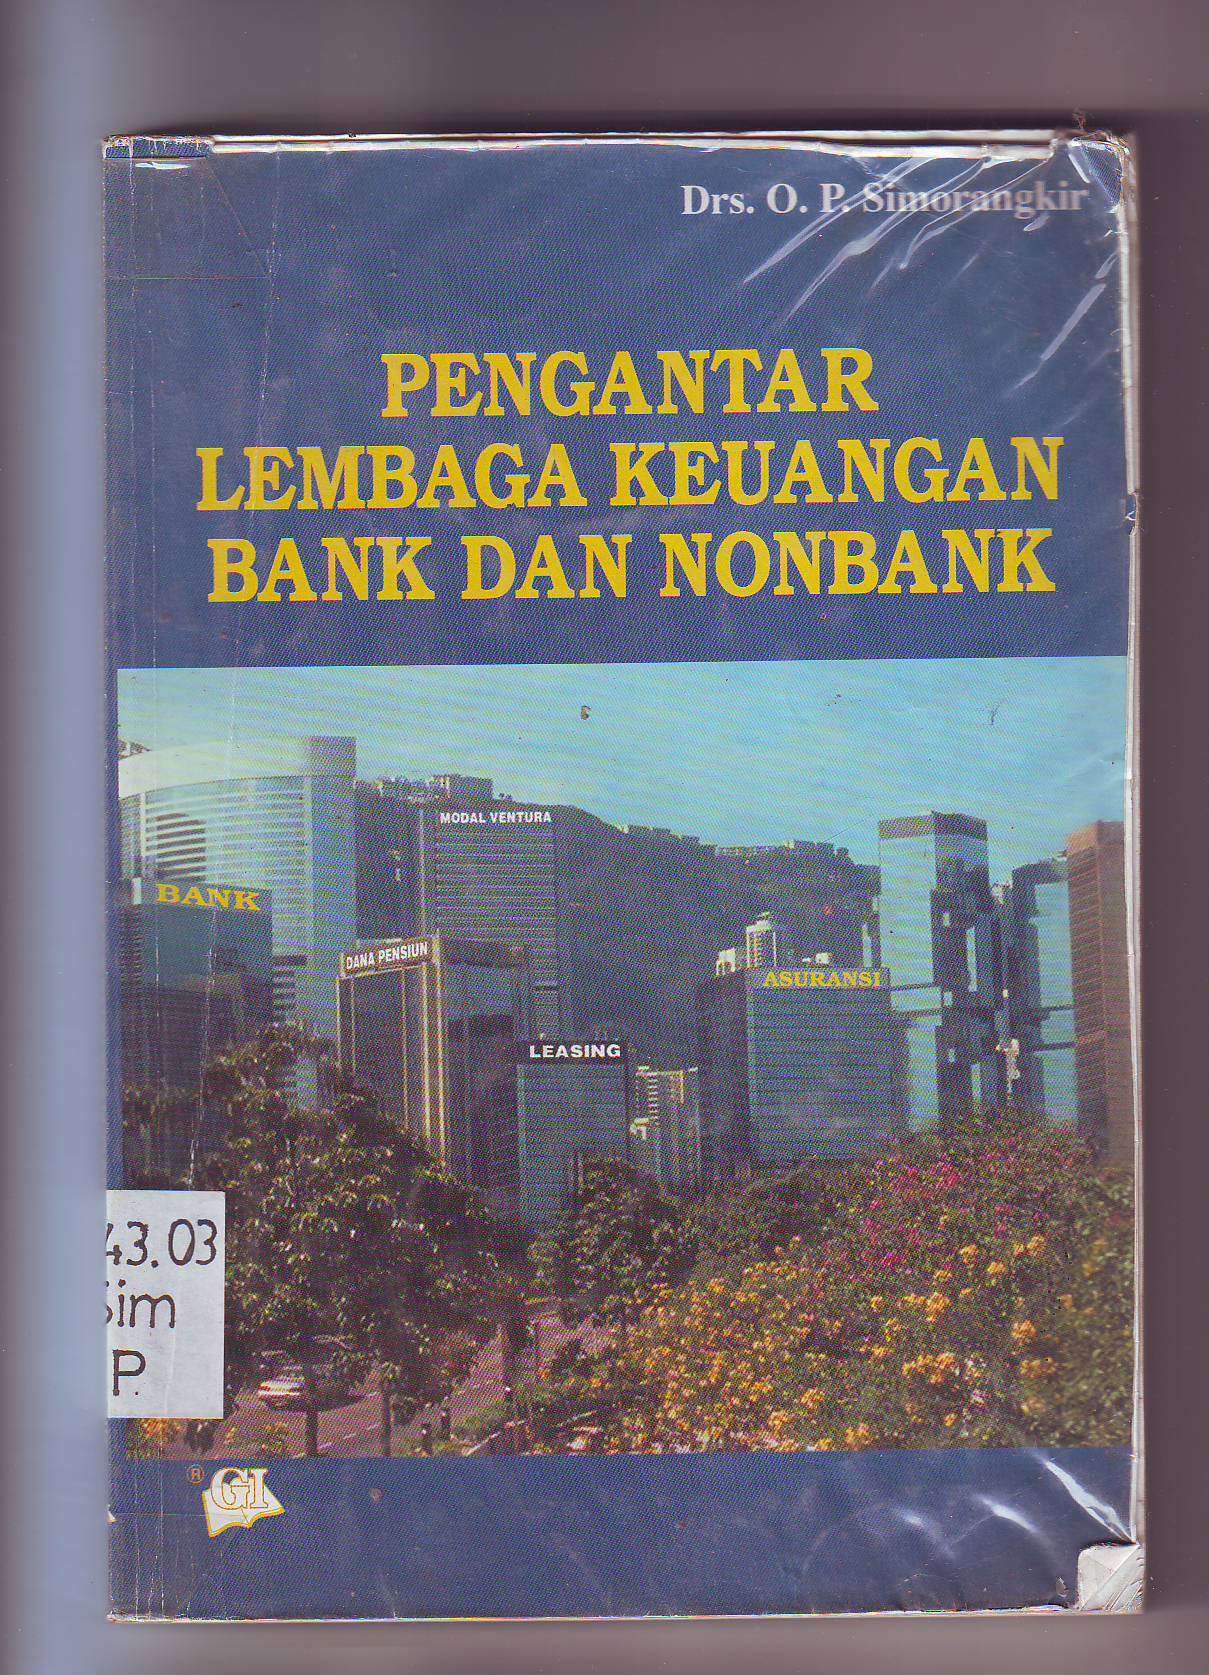 Drs. O. P. Simorangkir
PENGANTAR
LEMBAGA KEUANGAN
BANK DAN NONBANK
MODAL VENTURA
BANK
DANA PENSIUN
ASURANSI
LEASING
43.03
Sim
P.
® GI